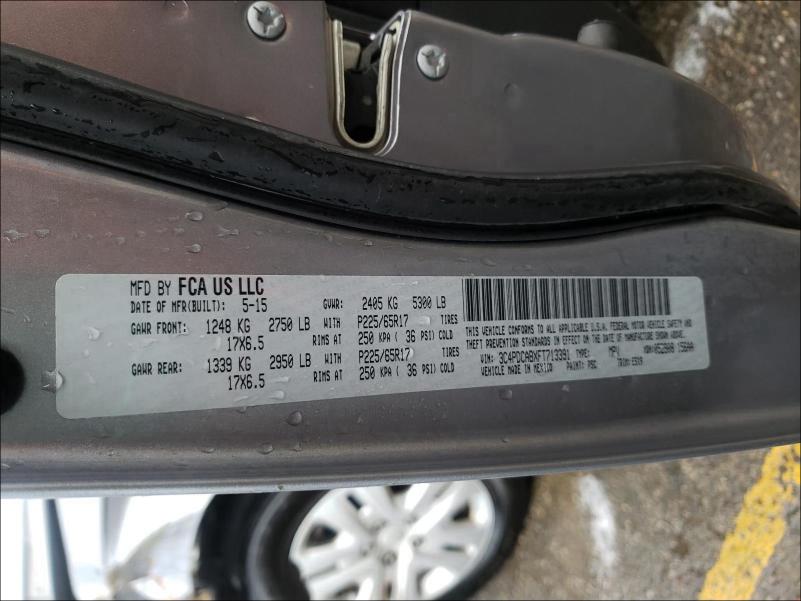 MFD BY FCA US LLC
DATE OF MFR(BUILT): 5-15 GVWR: 2405 KG 5300 LB
GAWR FRONT: 1248 KG 2750 LB WITH P225/65R17 TIRES
17X6.5 RIMS AT 250 KPA ( 36 PSI) COLD
GAWR REAR: 1339 KG 2950 LB WITH P225/65R17 TIRES
17X6.5 RIMS AT 250 KPA ( 36 PSI) COLD
THIS VEHICLE CONFORMS TO ALL APPLICABLE U.S.A. FEDERAL MOTOR VEHICLE SAFETY AND
THEFT PREVENTION STANDARDS IN EFFECT ON THE DATE OF MANUFACTURE SHOWN ABOVE.
VIN: 3C4PDCABXFT713391 TYPE: MPV
VEHICLE MADE IN MEXICO PAINT: PSC TRIM: